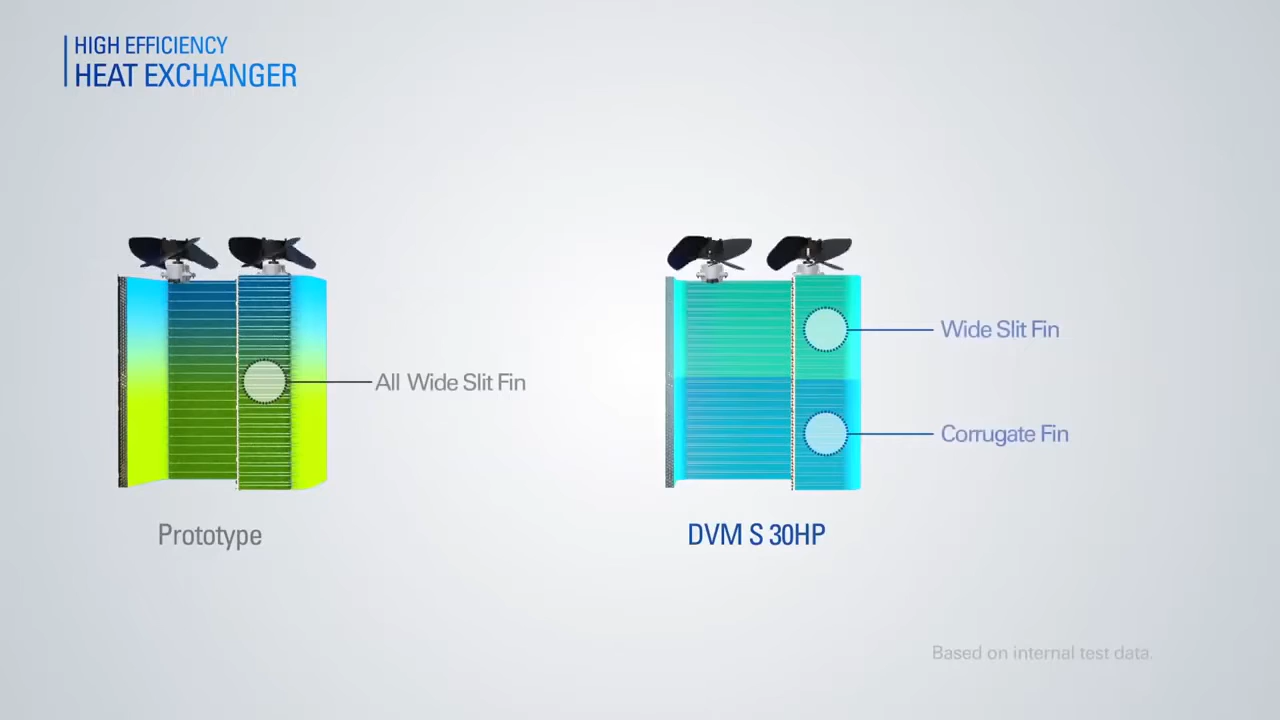 HIGH EFFICIENCY
HEAT EXCHANGER
All Wide Slit Fin
Wide Slit Fin
Corrugate Fin
Prototype
DVM S 30HP
Based on internal test data.